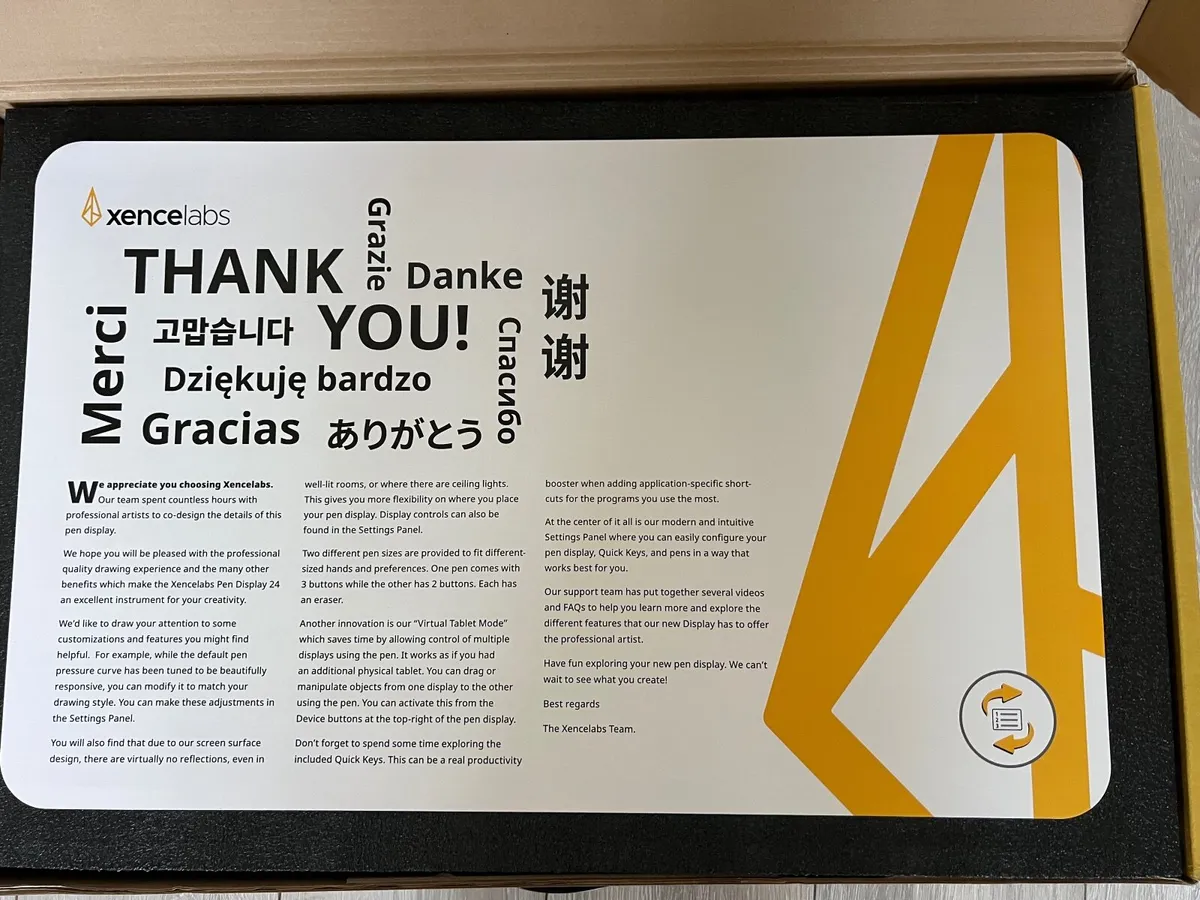 xencelabs
THANK
Grazie
Danke
谢谢
Merci
고맙습니다
YOU!
Спасибо
Dziękuję bardzo
Gracias
ありがとう
We appreciate you choosing Xencelabs.
Our team spent countless hours with
professional artists to co-design the details of this
pen display.
We hope you will be pleased with the professional
quality drawing experience and the many other
benefits which make the Xencelabs Pen Display 24
an excellent instrument for your creativity.
We'd like to draw your attention to some
customizations and features you might find
helpful. For example, while the default pen
pressure curve has been tuned to be beautifully
responsive, you can modify it to match your
drawing style. You can make these adjustments in
the Settings Panel.
You will also find that due to our screen surface
design, there are virtually no reflections, even in
well-lit rooms, or where there are ceiling lights.
This gives you more flexibility on where you place
your pen display. Display controls can also be
found in the Settings Panel.
Two different pen sizes are provided to fit different-
sized hands and preferences. One pen comes with
3 buttons while the other has 2 buttons. Each has
an eraser.
Another innovation is our “Virtual Tablet Mode”
which saves time by allowing control of multiple
displays using the pen. It works as if you had
an additional physical tablet. You can drag or
manipulate objects from one display to the other
using the pen. You can activate this from the
Device buttons at the top-right of the pen display.
Don't forget to spend some time exploring the
included Quick Keys. This can be a real productivity
booster when adding application-specific short-
cuts for the programs you use the most.
At the center of it all is our modern and intuitive
Settings Panel where you can easily configure your
pen display, Quick Keys, and pens in a way that
works best for you.
Our support team has put together several videos
and FAQs to help you learn more and explore the
different features that our new Display has to offer
the professional artist.
Have fun exploring your new pen display. We can't
wait to see what you create!
Best regards
The Xencelabs Team.
1
2
3